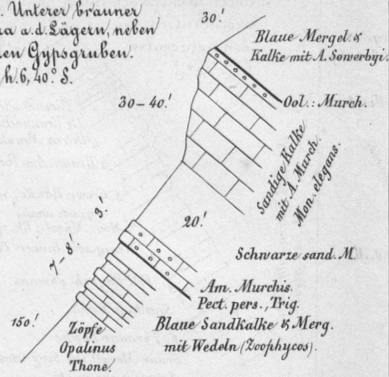 . Unterer, brauner
a a. d. Lägern, neben
en Gypsgruben.
h. 6, 40.° S.
30.'
Blaue Mergel &
Kalke mit A. Sowerbyi.
30–40.'
Ool.: Murch.
Sandige Kalke
mit A. Murch.
Mon. elegans.
9.'
20.'
7–8
Schwarze sand. M
Am. Murchis.
Pect. pers., Trig.
Blaue Sandkalke & Merg.
mit Wedeln (Zoophycos).
150.'
Zöpfe
Opalinus
Thone.